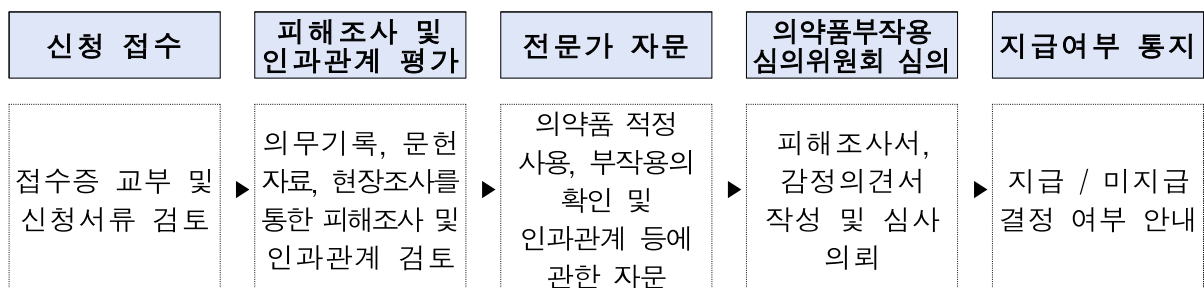 신청 접수
피해조사 및
인과관계 평가
전문가 자문
의약품부작용
심의위원회 심의
지급여부 통지
접수증 교부 및
신청서류 검토
의무기록, 문헌
자료, 현장조사를
통한 피해조사 및
인과관계 검토
의약품 적정
사용, 부작용의
확인 및
인과관계 등에
관한 자문
피해조사서,
감정의견서
작성 및 심사
의뢰
지급 / 미지급
결정 여부 안내